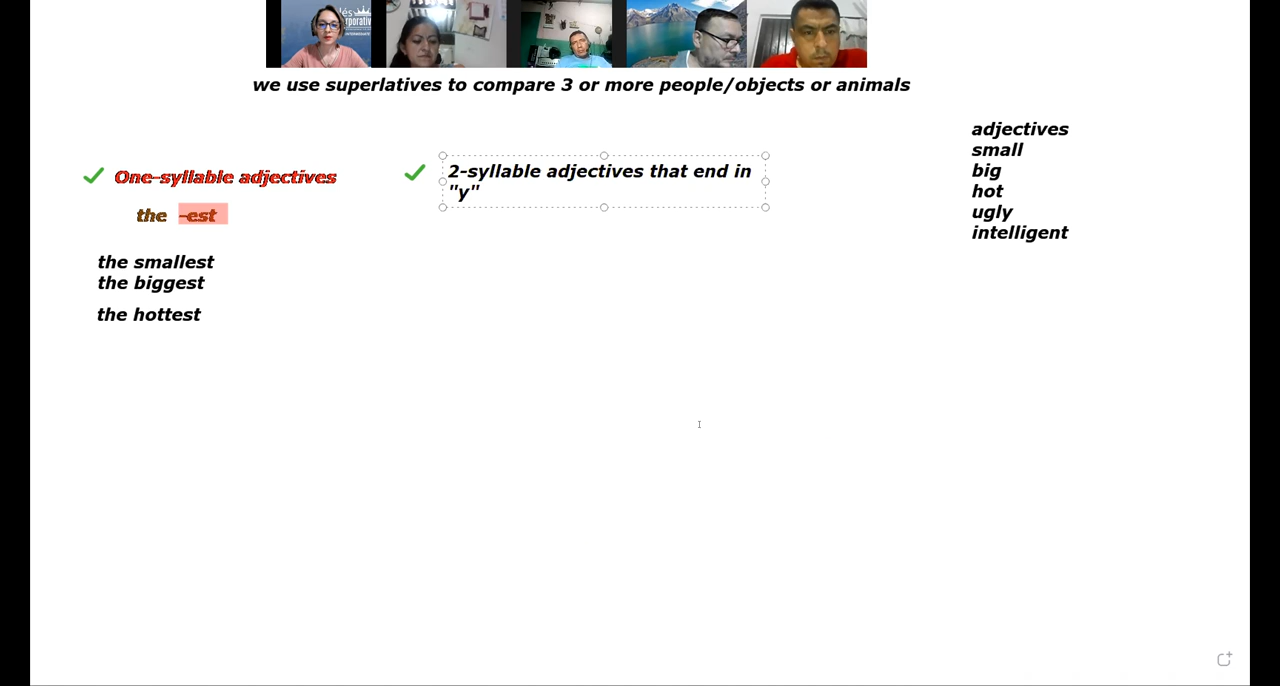 we use superlatives to compare 3 or more people/objects or animals
adjectives
small
big
hot
ugly
intelligent
One-syllable adjectives
the -est
the smallest
the biggest
the hottest
2-syllable adjectives that end in
"y"